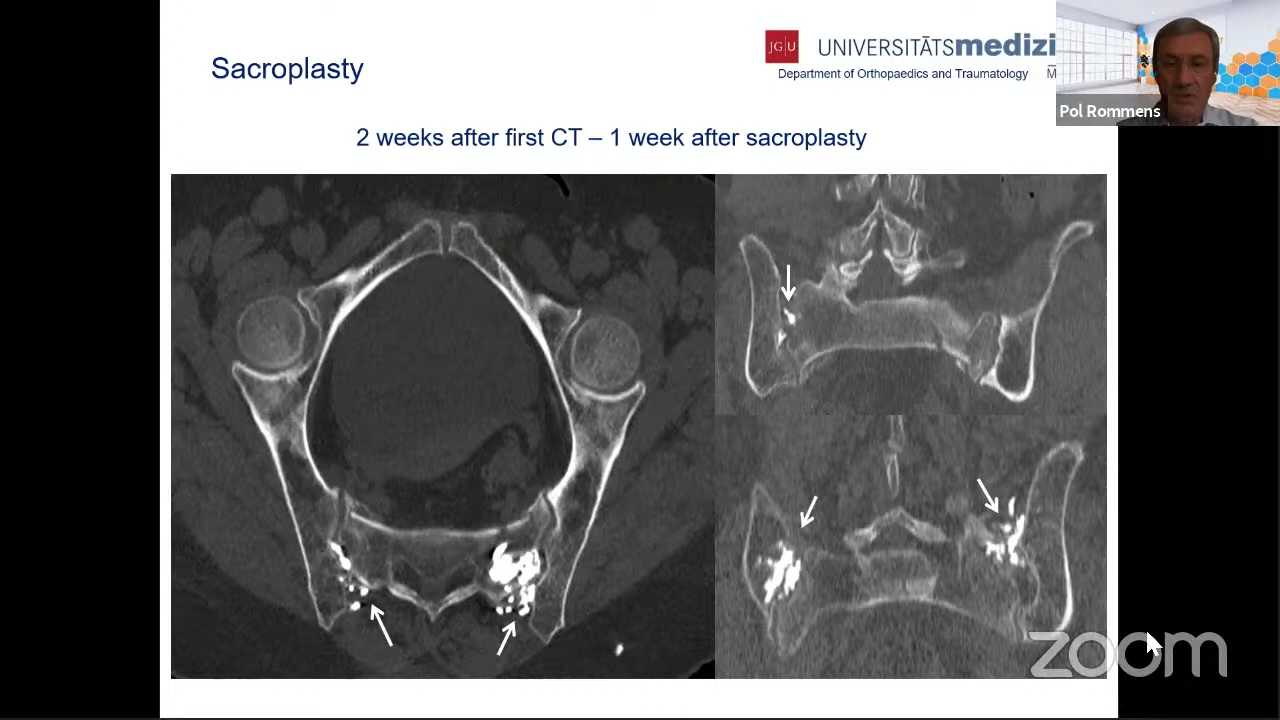 Sacroplasty
JG U UNIVERSITÄTSmedizi
Department of Orthopaedics and Traumatology M
Pol Rommens
2 weeks after first CT – 1 week after sacroplasty
zoom